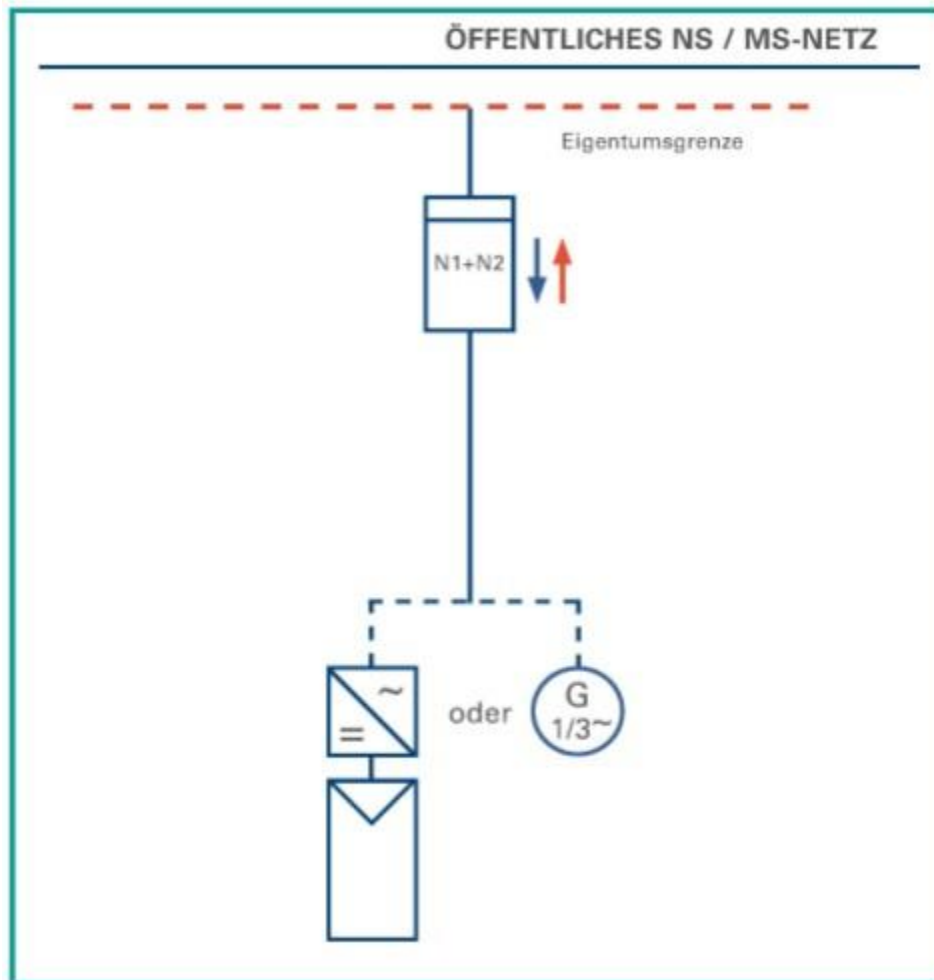 ÖFFENTLICHES NS / MS-NETZ
Eigentumsgrenze
N1+N2
~
=
oder
G
1/3~